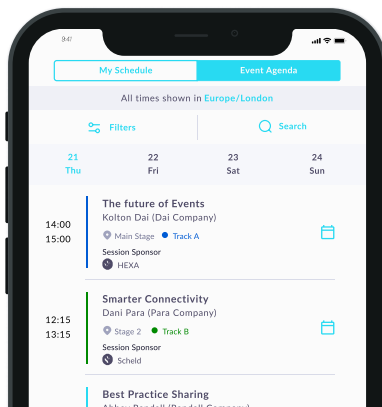 9:41
My Schedule Event Agenda
All times shown in Europe/London
Filters Search
21 22 23 24
Thu Fri Sat Sun
The future of Events
14:00 Kolton Dai (Dai Company)
15:00 Main Stage Track A
Session Sponsor
HEXA
Smarter Connectivity
12:15 Dani Para (Para Company)
13:15 Stage 2 Track B
Session Sponsor
Scheld
Best Practice Sharing